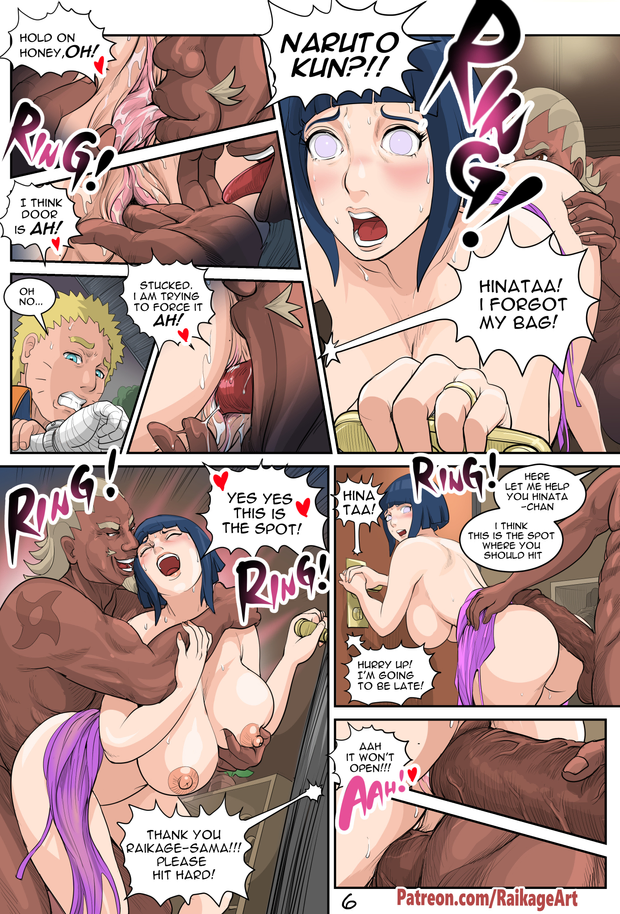 HOLD ON
HONEY, OH!
RING!
I THINK
DOOR
IS AH!
OH
NO...
STUCKED.
I AM TRYING
TO FORCE IT
AH!
NARUTO
KUN?!!
RING!
HINATAA!
I FORGOT
MY BAG!
RING!
RING!
YES YES
THIS IS
THE SPOT!
RING!
RING!
THANK YOU
RAIKAGE-SAMA!!!
PLEASE
HIT HARD!
HINA
TAA!
RING!
HERE
LET ME HELP
YOU HINATA
-CHAN
I THINK
THIS IS THE SPOT
WHERE YOU
SHOULD HIT
HURRY UP!
I'M GOING
TO BE LATE!
AAH
IT WON'T
OPEN!!!
AAH!
6
Patreon.com/RaikageArt